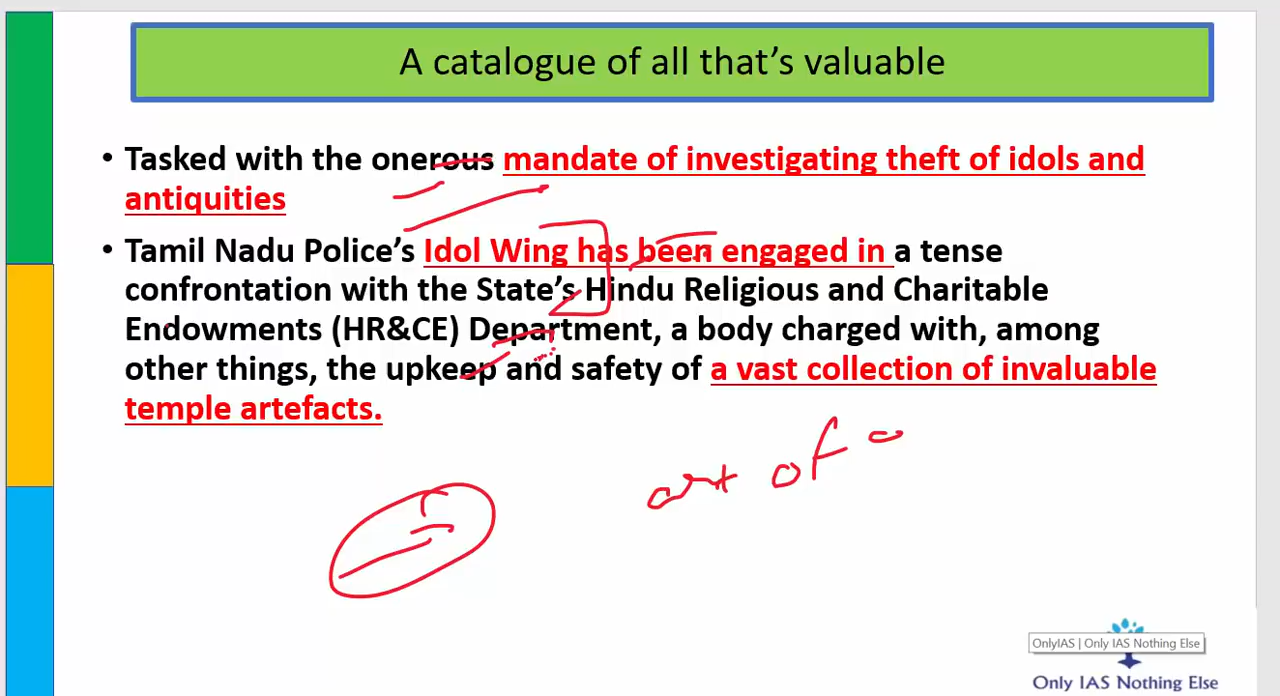 A catalogue of all that's valuable
• Tasked with the onerous mandate of investigating theft of idols and
antiquities
• Tamil Nadu Police's Idol Wing has been engaged in a tense
confrontation with the State's Hindu Religious and Charitable
Endowments (HR&CE) Department, a body charged with, among
other things, the upkeep and safety of a vast collection of invaluable
temple artefacts.
art of
OnlyIAS | Only IAS Nothing Else
Only IAS Nothing Else